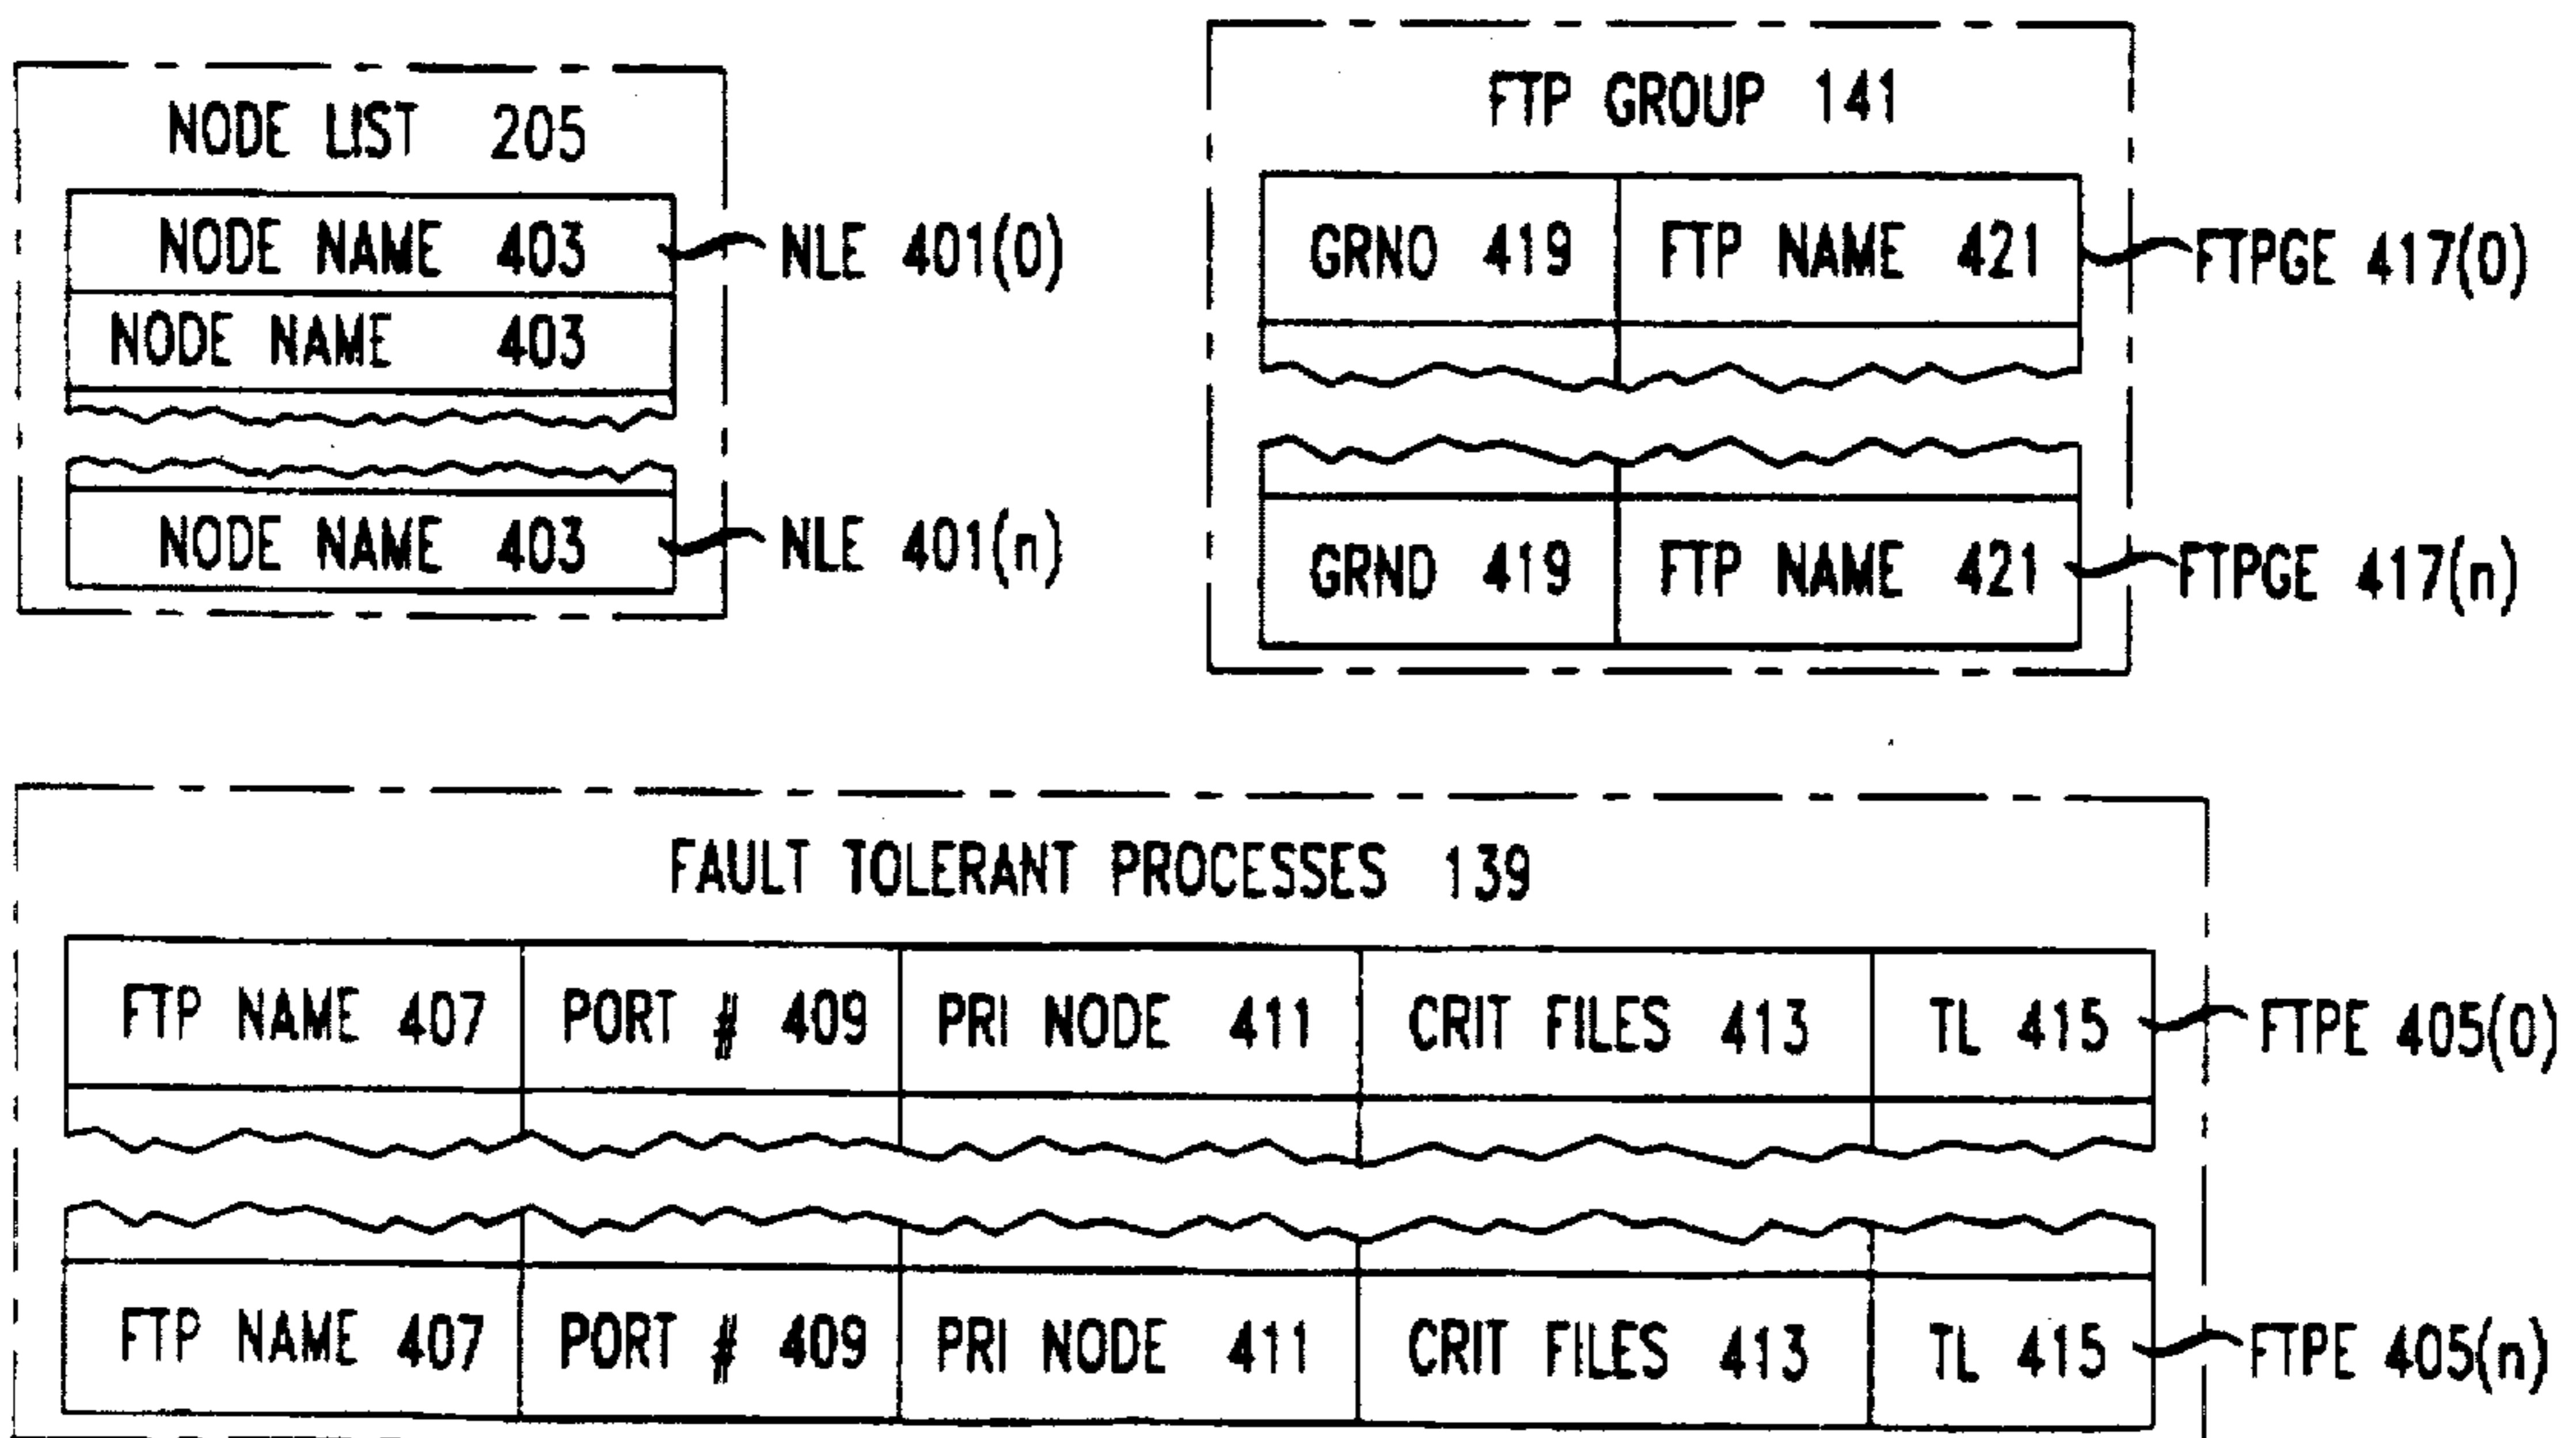 NODE LIST 205
NODE NAME 403 NLE 401(0)
NODE NAME 403
NODE NAME 403 NLE 401(n)
FTP GROUP 141
GRNO 419 FTP NAME 421 FTPGE 417(0)
GRND 419 FTP NAME 421 FTPGE 417(n)
FAULT TOLERANT PROCESSES 139
FTP NAME 407 PORT # 409 PRI NODE 411 CRIT FILES 413 TL 415 FTPE 405(0)
FTP NAME 407 PORT # 409 PRI NODE 411 CRIT FILES 413 TL 415 FTPE 405(n)